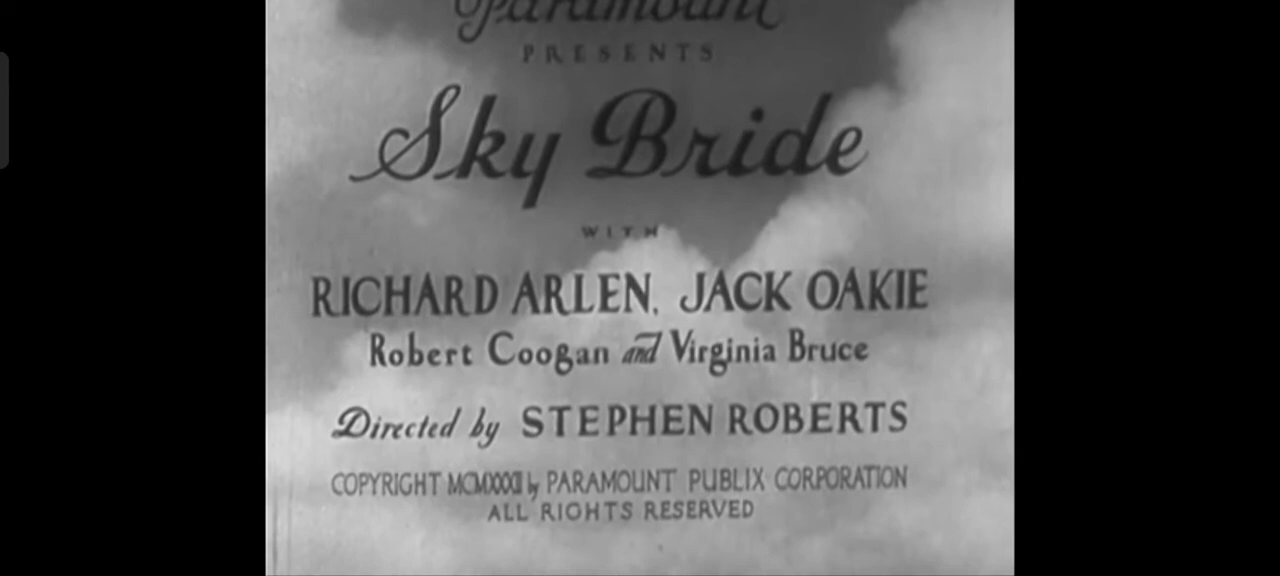 Paramount
PRESENTS
Sky Bride
WITH
RICHARD ARLEN, JACK OAKIE
Robert Coogan and Virginia Bruce
Directed by STEPHEN ROBERTS
COPYRIGHT MCMXXXII by PARAMOUNT PUBLIX CORPORATION
ALL RIGHTS RESERVED